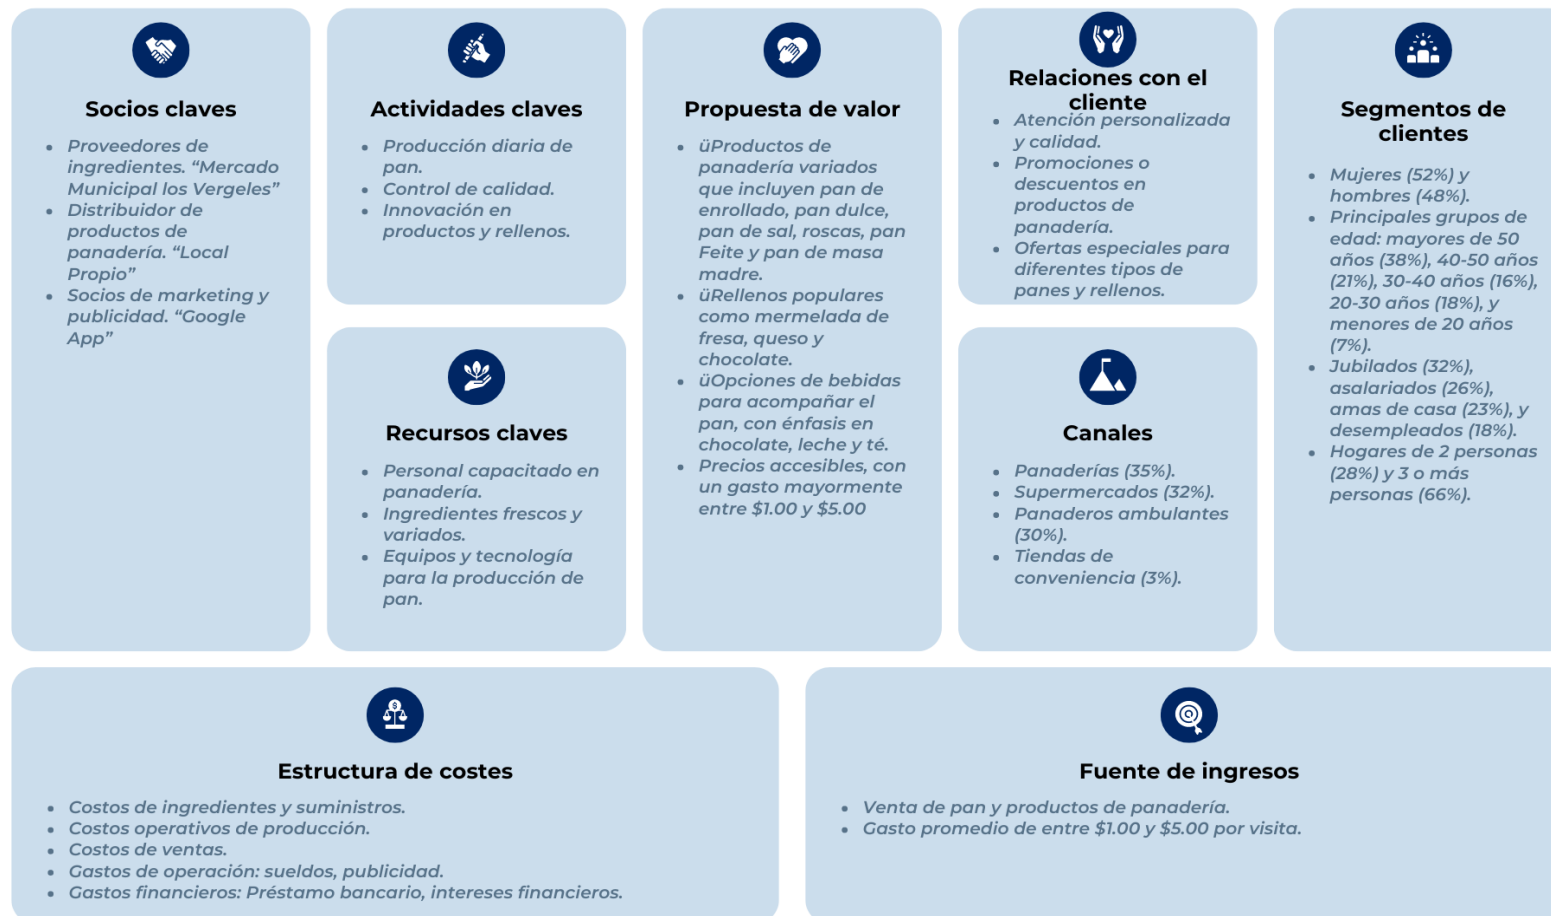 Socios claves
Proveedores de
ingredientes. “Mercado
Municipal los Vergeles”
Distribuidor de
productos de
panadería. “Local
Propio”
Socios de marketing y
publicidad. “Google
App”
Actividades claves
Producción diaria de
pan.
Control de calidad.
Innovación en
productos y rellenos.
Recursos claves
Personal capacitado en
panadería.
Ingredientes frescos y
variados.
Equipos y tecnología
para la producción de
pan.
Propuesta de valor
üProductos de
panadería variados
que incluyen pan de
enrollado, pan dulce,
pan de sal, roscas, pan
Feite y pan de masa
madre.
üRellenos populares
como mermelada de
fresa, queso y
chocolate.
üOpciones de bebidas
para acompañar el
pan, con énfasis en
chocolate, leche y té.
Precios accesibles, con
un gasto mayormente
entre $1.00 y $5.00
Relaciones con el
cliente
Atención personalizada
y calidad.
Promociones o
descuentos en
productos de
panadería.
Ofertas especiales para
diferentes tipos de
panes y rellenos.
Canales
Panaderías (35%).
Supermercados (32%).
Panaderos ambulantes
(30%).
Tiendas de
conveniencia (3%).
Segmentos de
clientes
Mujeres (52%) y
hombres (48%).
Principales grupos de
edad: mayores de 50
años (38%), 40-50 años
(21%), 30-40 años (16%),
20-30 años (18%), y
menores de 20 años
(7%).
Jubilados (32%),
asalariados (26%),
amas de casa (23%), y
desempleados (18%).
Hogares de 2 personas
(28%) y 3 o más
personas (66%).
Estructura de costes
Costos de ingredientes y suministros.
Costos operativos de producción.
Costos de ventas.
Gastos de operación: sueldos, publicidad.
Gastos financieros: Préstamo bancario, intereses financieros.
Fuente de ingresos
Venta de pan y productos de panadería.
Gasto promedio de entre $1.00 y $5.00 por visita.